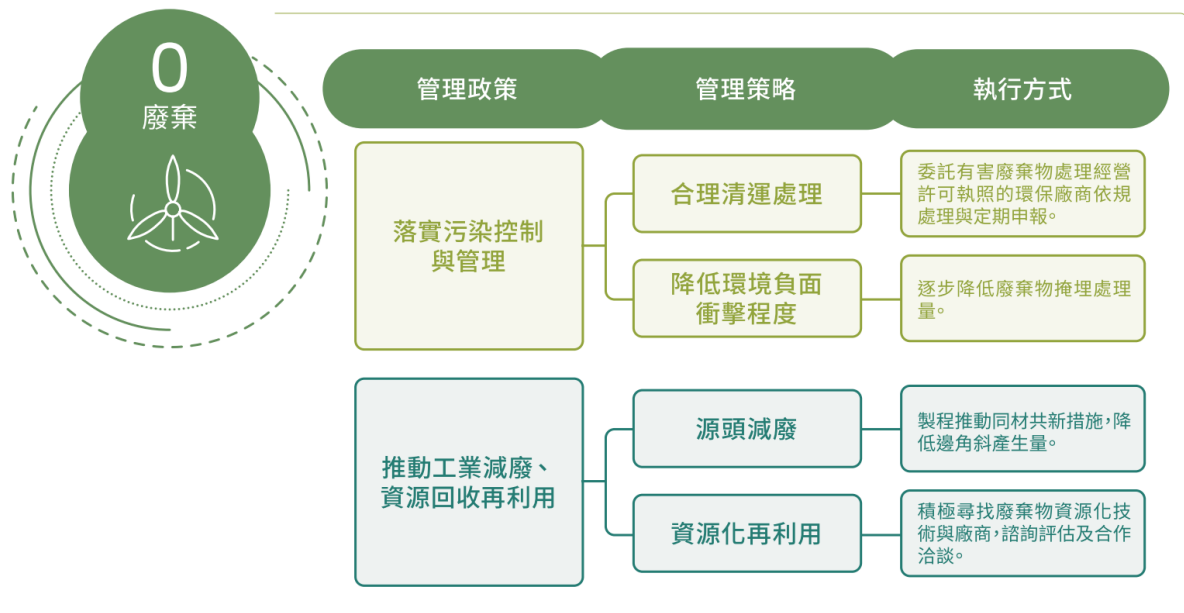 0
廢棄
管理政策
管理策略
執行方式
落實污染控制
與管理
合理清運處理
委託有害廢棄物處理經營
許可執照的環保廠商依規
處理與定期申報。
降低環境負面
衝擊程度
逐步降低廢棄物掩埋處理
量。
推動工業減廢、
資源回收再利用
源頭減廢
製程推動同材共新措施,降
低邊角斜產生量。
資源化再利用
積極尋找廢棄物資源化技
術與廠商,諮詢評估及合作
洽談。